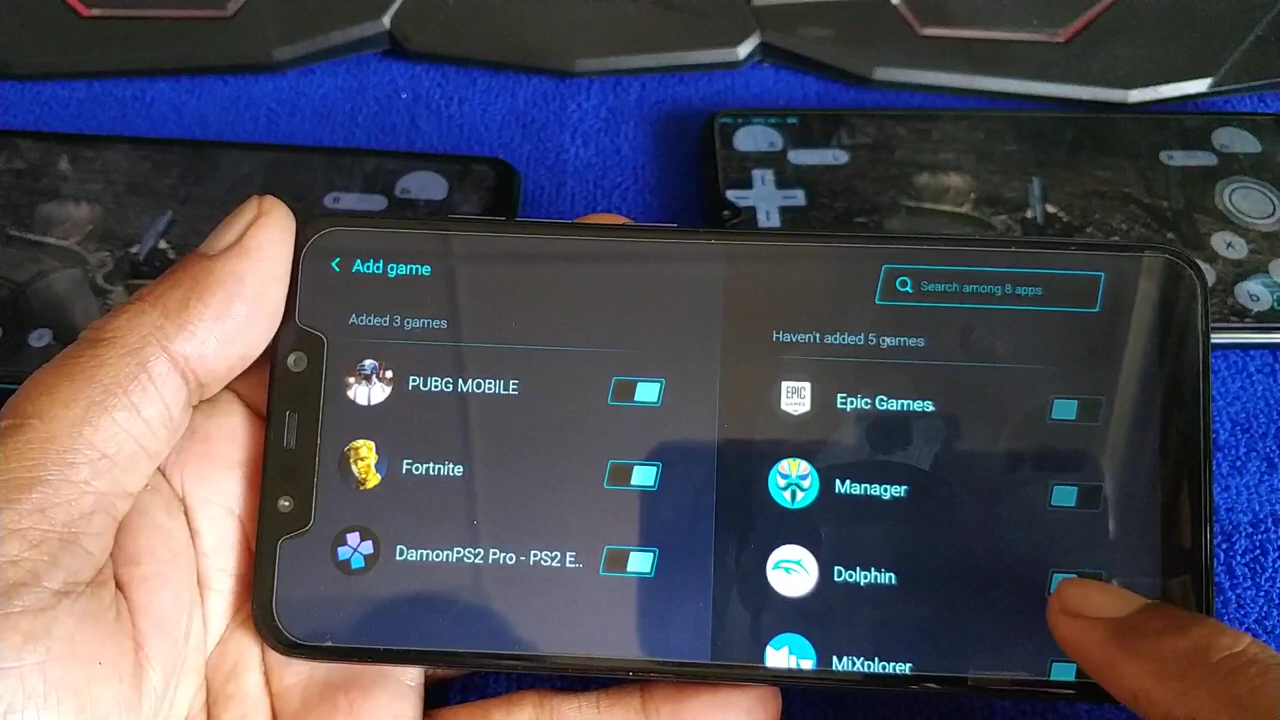 Add game
Search among 8 apps
Added 3 games
PUBG MOBILE
Fortnite
DamonPS2 Pro - PS2 E..
Haven't added 5 games
EPIC
GAMES
Epic Games
Manager
Dolphin
MiXplorer